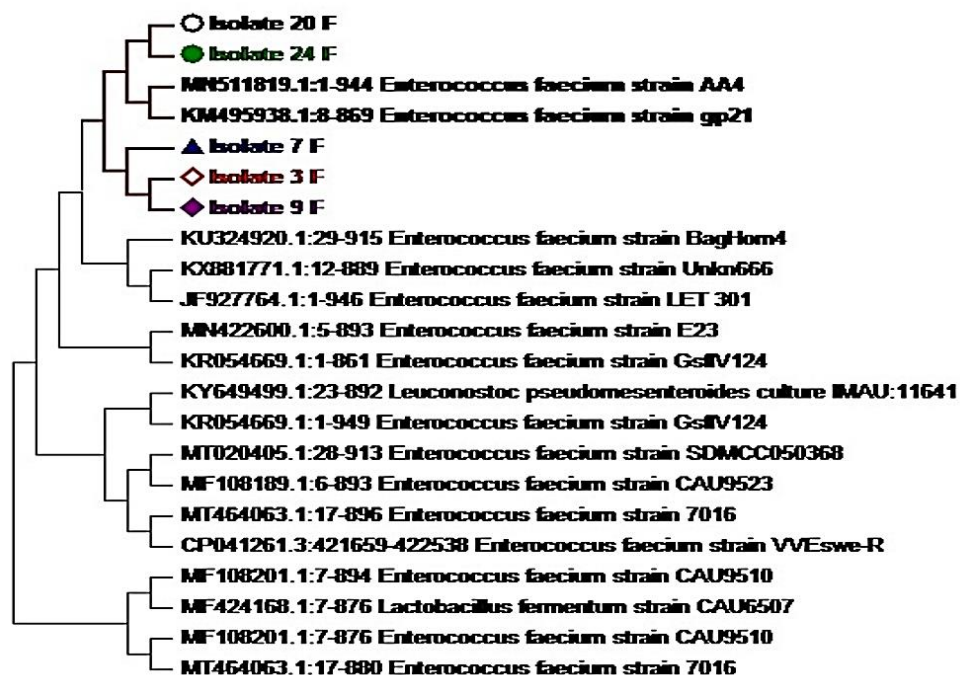 Isolate 20 F
Isolate 24 F
MN511819.1:1-944 Enterococcus faecium strain AA4
KM495938.1:8-869 Enterococcus faecium strain gp21
Isolate 7 F
Isolate 3 F
Isolate 9 F
KU324920.1:29-915 Enterococcus faecium strain BagHom4
KX881771.1:12-889 Enterococcus faecium strain Unkn666
JF927764.1:1-946 Enterococcus faecium strain LET 301
MN422600.1:5-893 Enterococcus faecium strain E23
KR054669.1:1-861 Enterococcus faecium strain GsflV124
KY649499.1:23-892 Leuconostoc pseudomesenteroides culture IMAU:11641
KR054669.1:1-949 Enterococcus faecium strain GsflV124
MT020405.1:28-913 Enterococcus faecium strain SDMCC050368
MF108189.1:6-893 Enterococcus faecium strain CAU9523
MT464063.1:17-896 Enterococcus faecium strain 7016
CP041261.3:421659-422538 Enterococcus faecium strain VVEswe-R
MF108201.1:7-894 Enterococcus faecium strain CAU9510
MF424168.1:7-876 Lactobacillus fermentum strain CAU6507
MF108201.1:7-876 Enterococcus faecium strain CAU9510
MT464063.1:17-880 Enterococcus faecium strain 7016